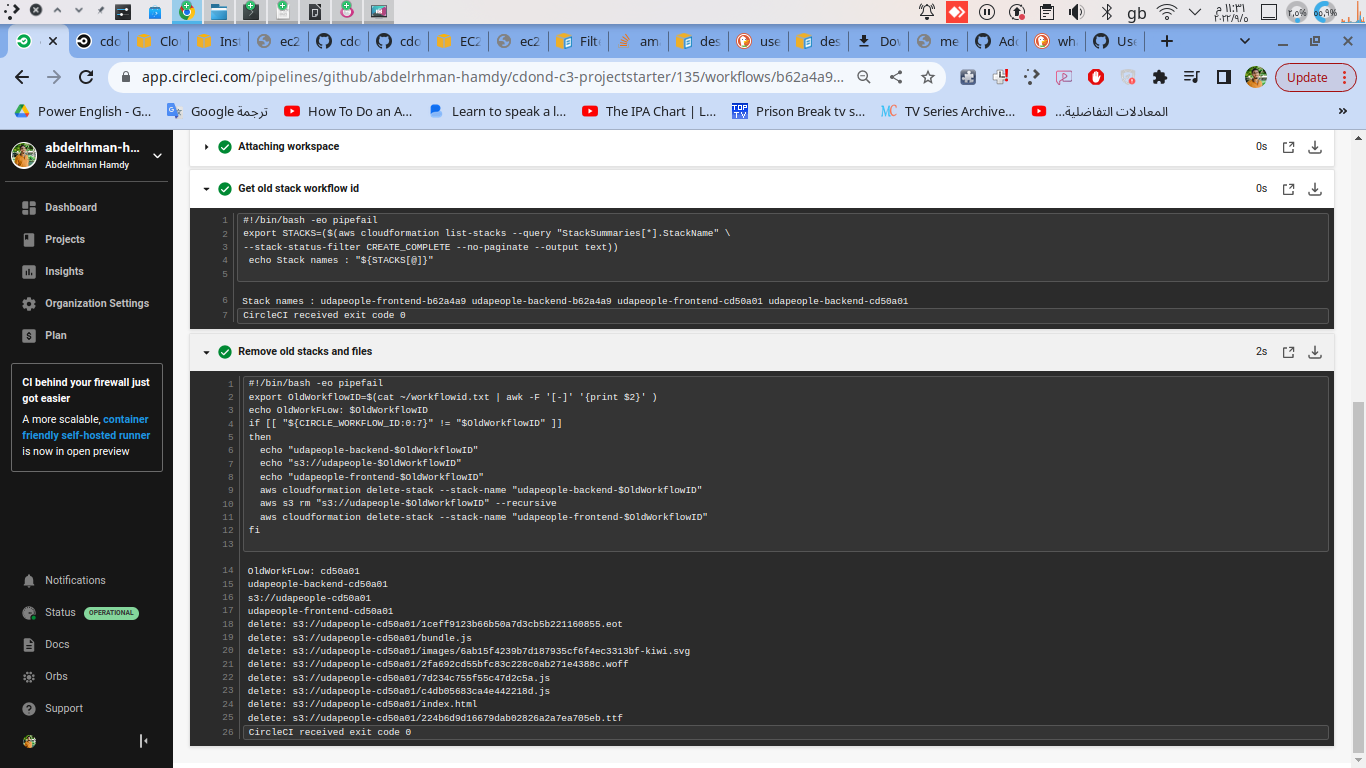 gb
م ١١:٣١
٢٠٢٢/٩/٥
٢.٥%
٥٥.٩%
cdo
Clo
Inst
ec2
cdo
cdo
EC2
ec2
Filt
am
des
use
des
Do
me
Add
wh
Use
app.circleci.com/pipelines/github/abdelrhman-hamdy/cdond-c3-projectstarter/135/workflows/b62a4a9...
Update
Power English - G...
Google ترجمة
How To Do an A...
Learn to speak a l...
The IPA Chart | L...
Prison Break tv s...
TV Series Archive...
المعادلات التفاضلية...
»
abdelrhman-h...
Abdelrhman Hamdy
Dashboard
Projects
Insights
Organization Settings
Plan
CI behind your firewall just
got easier
A more scalable, container
friendly self-hosted runner
is now in open preview
Notifications
Status OPERATIONAL
Docs
Orbs
Support
Attaching workspace 0s
Get old stack workflow id 0s
1 #!/bin/bash -eo pipefail
2 export STACKS=($(aws cloudformation list-stacks --query "StackSummaries[*].StackName" \
3 --stack-status-filter CREATE_COMPLETE --no-paginate --output text))
4 echo Stack names : "${STACKS[@]}"
5
6 Stack names : udapeople-frontend-b62a4a9 udapeople-backend-b62a4a9 udapeople-frontend-cd50a01 udapeople-backend-cd50a01
7 CircleCI received exit code 0
Remove old stacks and files 2s
1 #!/bin/bash -eo pipefail
2 export OldWorkflowID=$(cat ~/workflowid.txt | awk -F '[-]' '{print $2}' )
3 echo OldWorkFLow: $OldWorkflowID
4 if [[ "${CIRCLE_WORKFLOW_ID:0:7}" != "$OldWorkflowID" ]]
5 then
6 echo "udapeople-backend-$OldWorkflowID"
7 echo "s3://udapeople-$OldWorkflowID"
8 echo "udapeople-frontend-$OldWorkflowID"
9 aws cloudformation delete-stack --stack-name "udapeople-backend-$OldWorkflowID"
10 aws s3 rm "s3://udapeople-$OldWorkflowID" --recursive
11 aws cloudformation delete-stack --stack-name "udapeople-frontend-$OldWorkflowID"
12 fi
13
14 OldWorkFLow: cd50a01
15 udapeople-backend-cd50a01
16 s3://udapeople-cd50a01
17 udapeople-frontend-cd50a01
18 delete: s3://udapeople-cd50a01/1ceff9123b66b50a7d3cb5b221160855.eot
19 delete: s3://udapeople-cd50a01/bundle.js
20 delete: s3://udapeople-cd50a01/images/6ab15f4239b7d187935cf6f4ec3313bf-kiwi.svg
21 delete: s3://udapeople-cd50a01/2fa692cd55bfc83c228c0ab271e4388c.woff
22 delete: s3://udapeople-cd50a01/7d234c755f55c47d2c5a.js
23 delete: s3://udapeople-cd50a01/c4db05683ca4e442218d.js
24 delete: s3://udapeople-cd50a01/index.html
25 delete: s3://udapeople-cd50a01/224b6d9d16679dab02826a2a7ea705eb.ttf
26 CircleCI received exit code 0